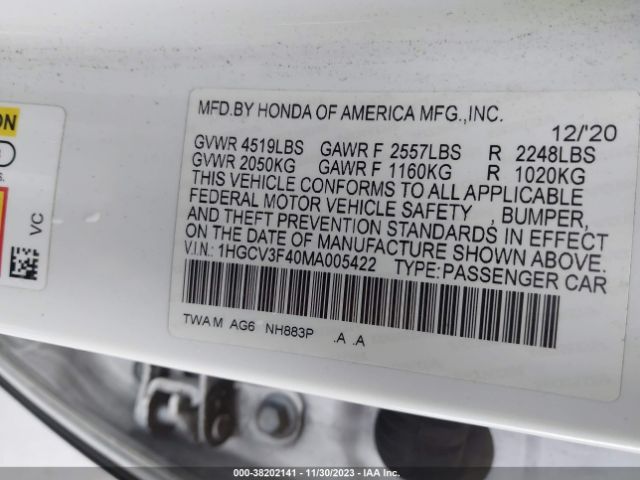 MFD.BY HONDA OF AMERICA MFG.,INC.
12/'20
GVWR 4519LBS GAWR F 2557LBS R 2248LBS
GVWR 2050KG GAWR F 1160KG R 1020KG
THIS VEHICLE CONFORMS TO ALL APPLICABLE
FEDERAL MOTOR VEHICLE SAFETY , BUMPER,
AND THEFT PREVENTION STANDARDS IN EFFECT
ON THE DATE OF MANUFACTURE SHOWN ABOVE.
V.I.N.: 1HGCV3F40MA005422 TYPE:PASSENGER CAR
TWA M AG6 NH883P .A .A
ON
s.
VC
000-38202141 - 11/30/2023 - IAA Inc.